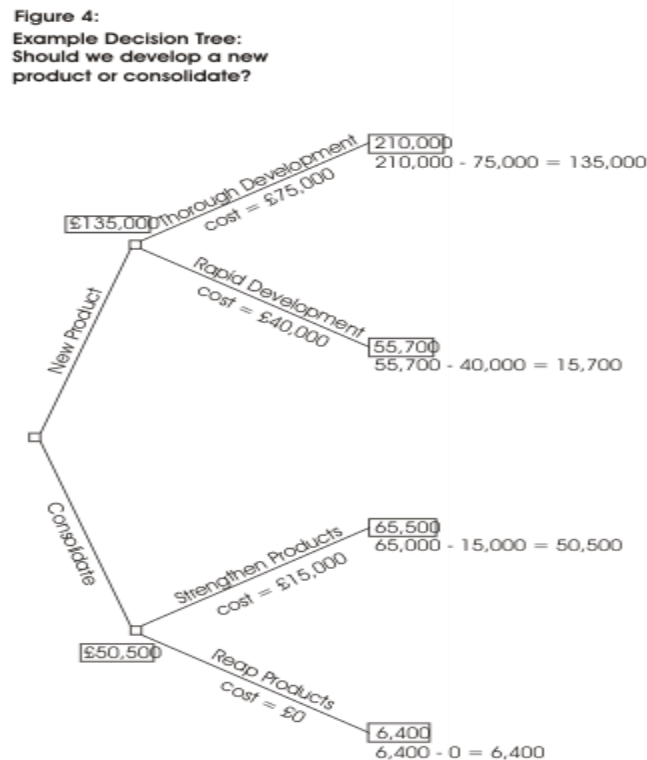 Figure 4:
Example Decision Tree:
Should we develop a new
product or consolidate?
210,000
210,000 - 75,000 = 135,000
Thorough Development
cost = £75,000
£135,000
Rapid Development
cost = £40,000
New Product
55,700
55,700 - 40,000 = 15,700
Consolidate
65,500
65,000 - 15,000 = 50,500
Strengthen Products
cost = £15,000
£50,500
Reap Products
cost = £0
6,400
6,400 - 0 = 6,400